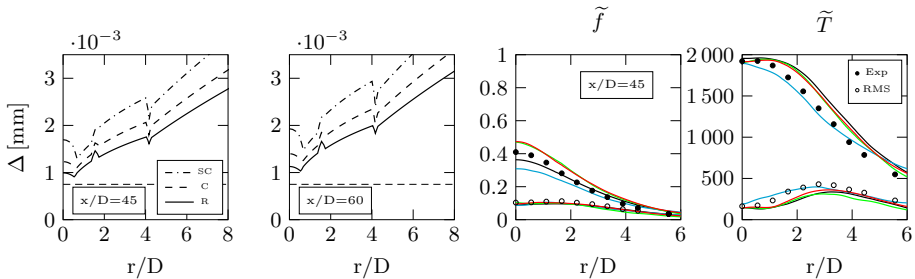 ·10⁻³
·10⁻³
f̃
T̃
Δ [mm]
3
2
1
0
SC
C
R
x/D=45
0 2 4 6 8
r/D
3
2
1
0
x/D=60
0 2 4 6 8
r/D
1
0.8
0.6
0.4
0.2
0
x/D=45
0 2 4 6
r/D
2 000
1 500
1 000
500
0
Exp
RMS
0 2 4 6
r/D